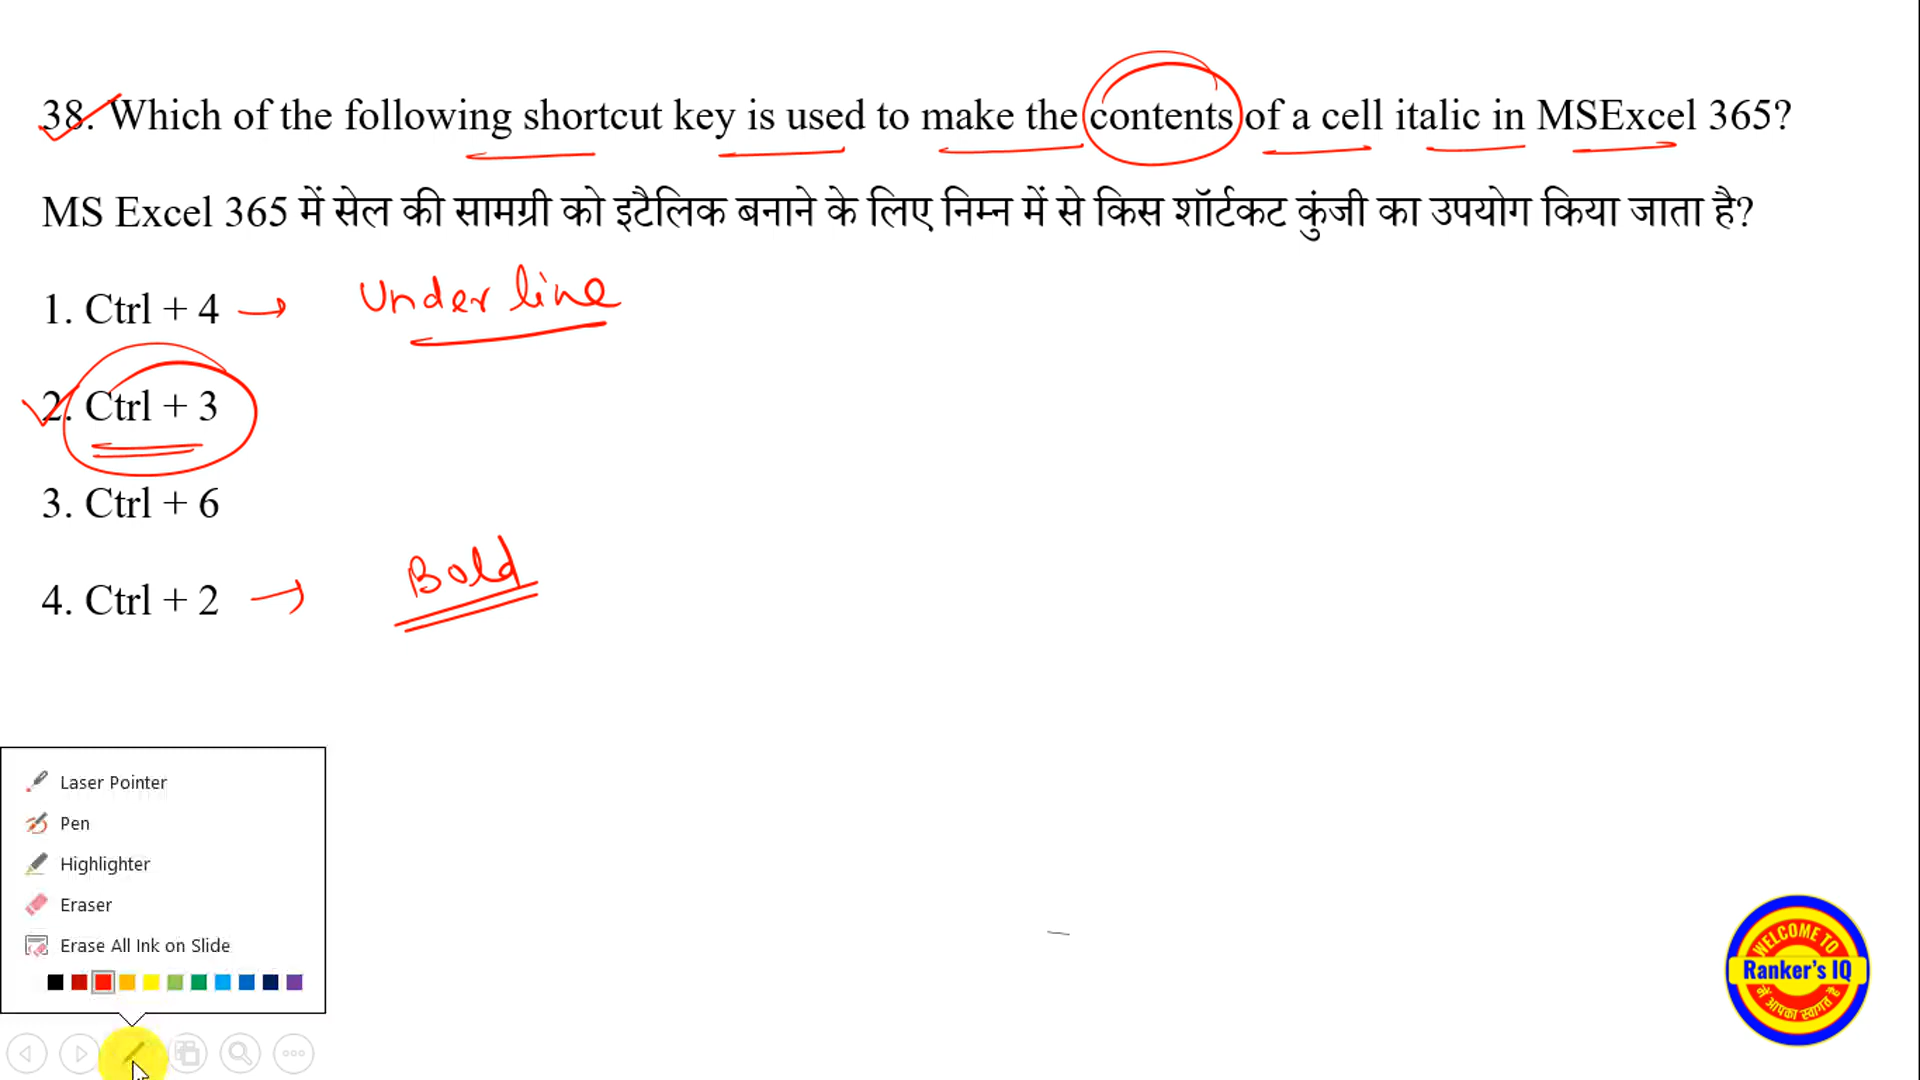 38. Which of the following shortcut key is used to make the contents of a cell italic in MSExcel 365?
MS Excel 365 में सेल की सामग्री को इटैलिक बनाने के लिए निम्न में से किस शॉर्टकट कुंजी का उपयोग किया जाता है?
1. Ctrl + 4 → Under line
2. Ctrl + 3
3. Ctrl + 6
4. Ctrl + 2 → Bold
Laser Pointer
Pen
Highlighter
Eraser
Erase All Ink on Slide
WELCOME TO
Ranker's IQ
में आपका स्वागत है